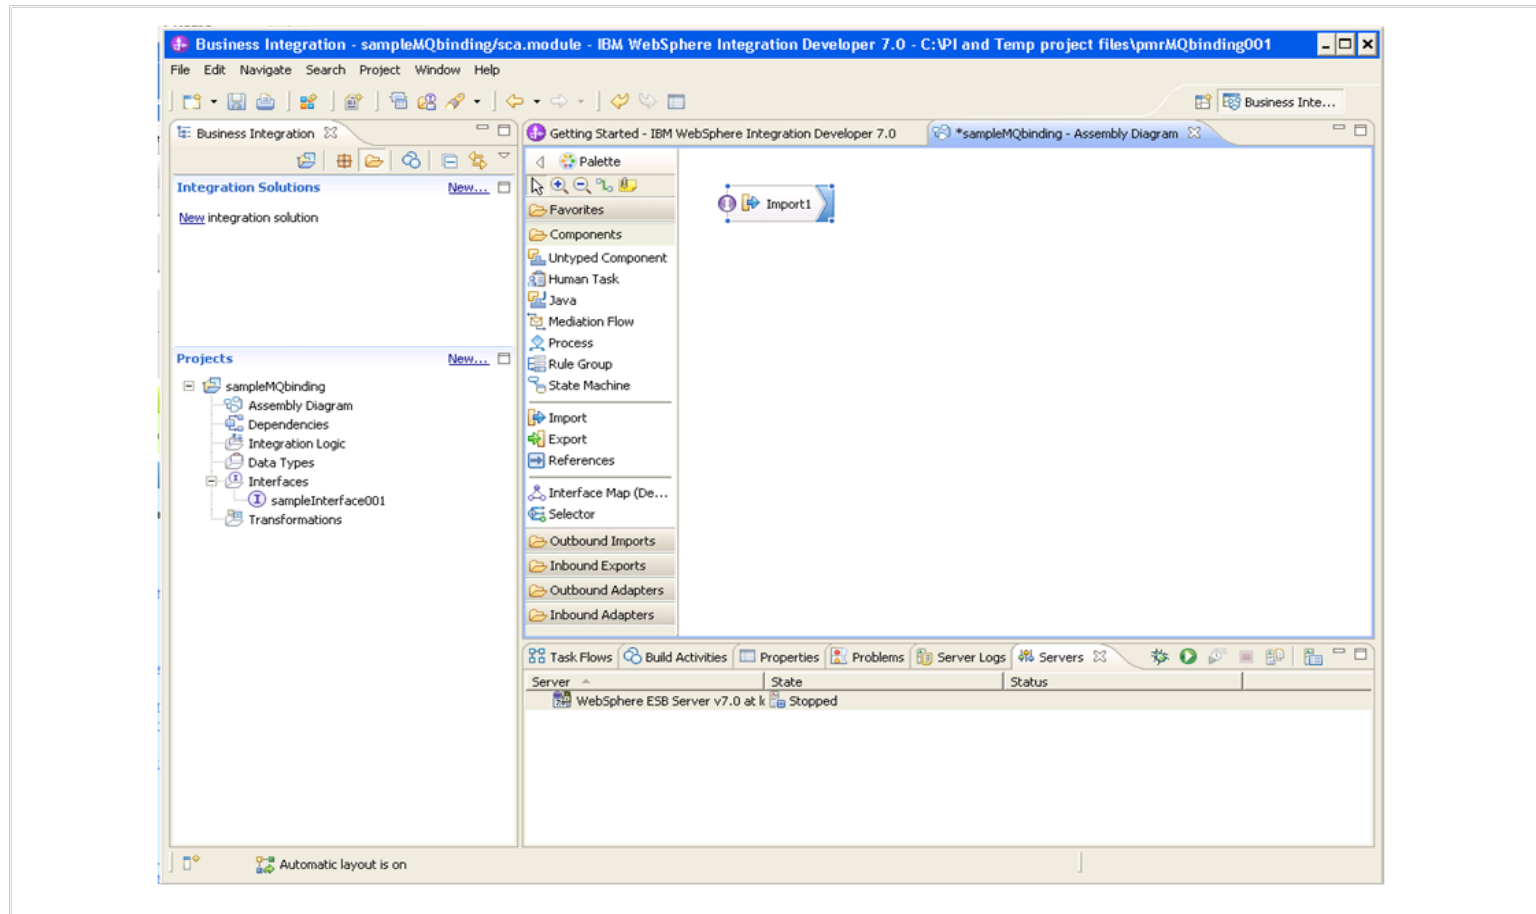 Business Integration - sampleMQbinding/sca.module - IBM WebSphere Integration Developer 7.0 - C:\PI and Temp project files\pmrMQbinding001
File Edit Navigate Search Project Window Help
Business Inte...
Business Integration
Integration Solutions New...
New integration solution
Projects New...
sampleMQbinding
Assembly Diagram
Dependencies
Integration Logic
Data Types
Interfaces
sampleInterface001
Transformations
Getting Started - IBM WebSphere Integration Developer 7.0 *sampleMQbinding - Assembly Diagram
Palette
Favorites
Components
Untyped Component
Human Task
Java
Mediation Flow
Process
Rule Group
State Machine
Import
Export
References
Interface Map (De...
Selector
Outbound Imports
Inbound Exports
Outbound Adapters
Inbound Adapters
Import1
Task Flows Build Activities Properties Problems Server Logs Servers
Server State Status
WebSphere ESB Server v7.0 at k Stopped
Automatic layout is on